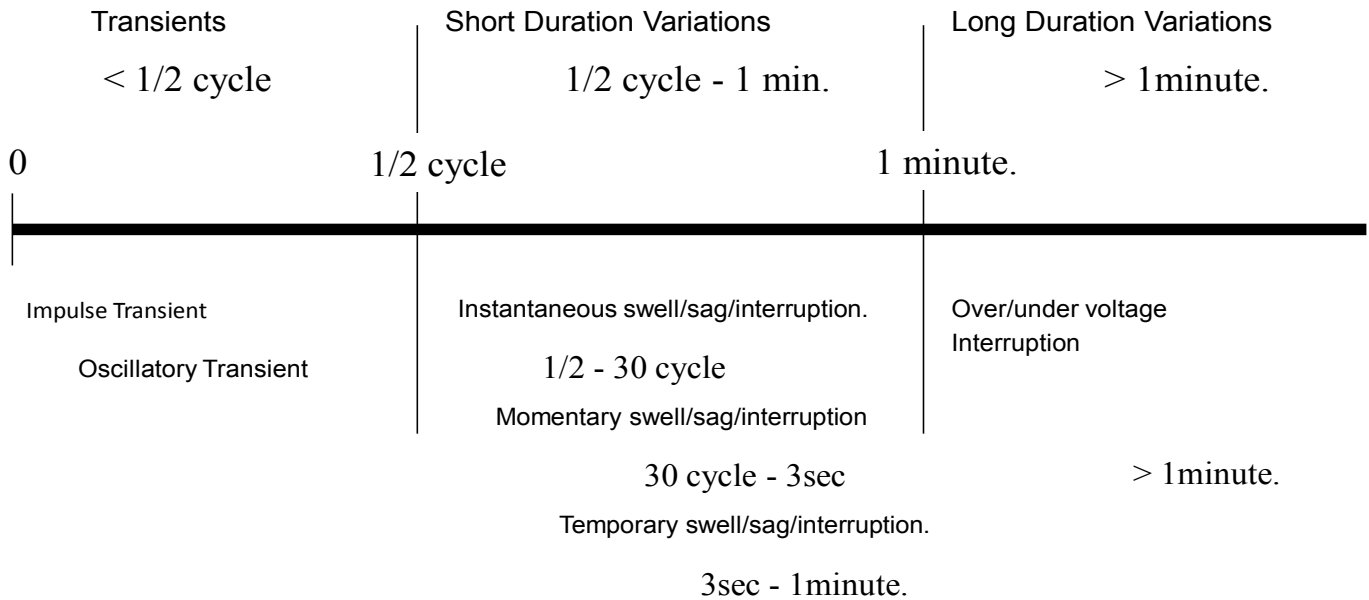 Transients
Short Duration Variations
Long Duration Variations
< 1/2 cycle
1/2 cycle - 1 min.
> 1minute.
0
1/2 cycle
1 minute.
Impulse Transient
Instantaneous swell/sag/interruption.
Over/under voltage
Interruption
Oscillatory Transient
1/2 - 30 cycle
Momentary swell/sag/interruption
30 cycle - 3sec
> 1minute.
Temporary swell/sag/interruption.
3sec - 1minute.